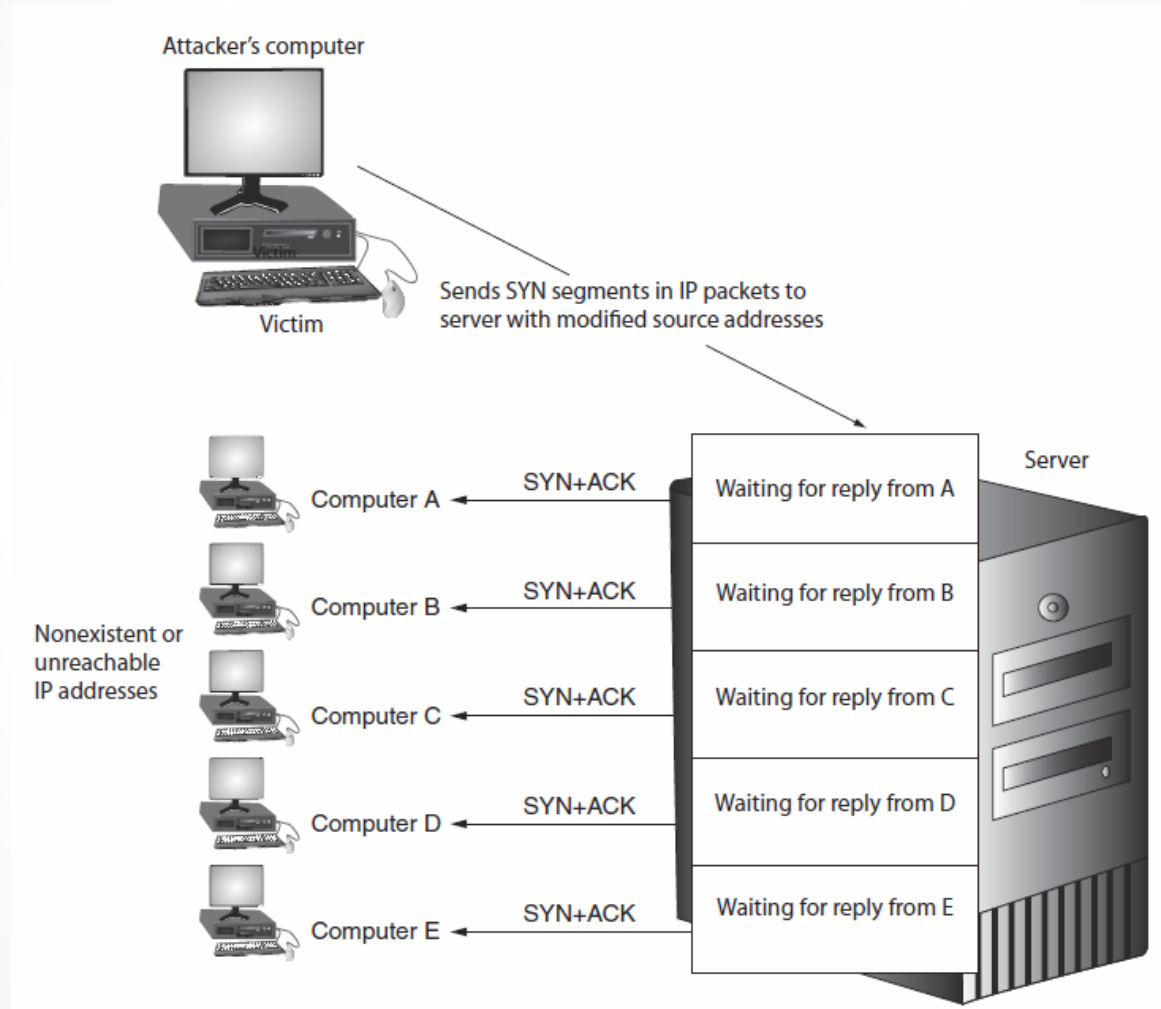 Attacker's computer
Victim
Victim
Sends SYN segments in IP packets to
server with modified source addresses
Server
Computer A
SYN+ACK
Waiting for reply from A
Computer B
SYN+ACK
Waiting for reply from B
Nonexistent or
unreachable
IP addresses
Computer C
SYN+ACK
Waiting for reply from C
Computer D
SYN+ACK
Waiting for reply from D
Computer E
SYN+ACK
Waiting for reply from E